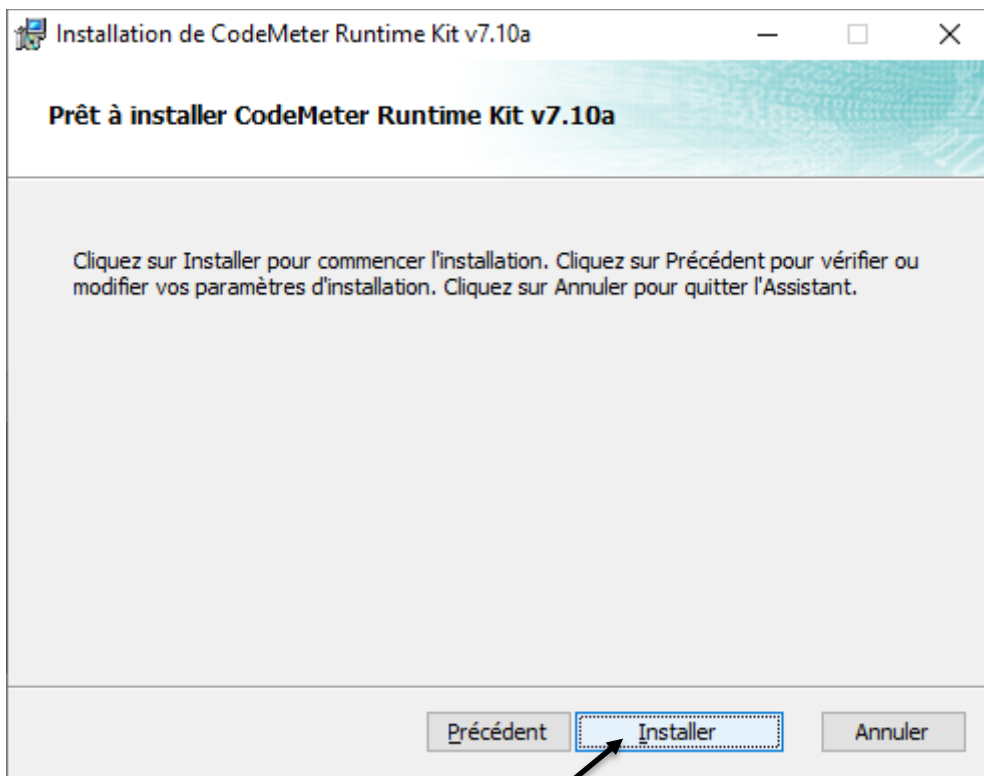 Installation de CodeMeter Runtime Kit v7.10a
Prêt à installer CodeMeter Runtime Kit v7.10a
Cliquez sur Installer pour commencer l'installation. Cliquez sur Précédent pour vérifier ou
modifier vos paramètres d'installation. Cliquez sur Annuler pour quitter l'Assistant.
Précédent Installer Annuler